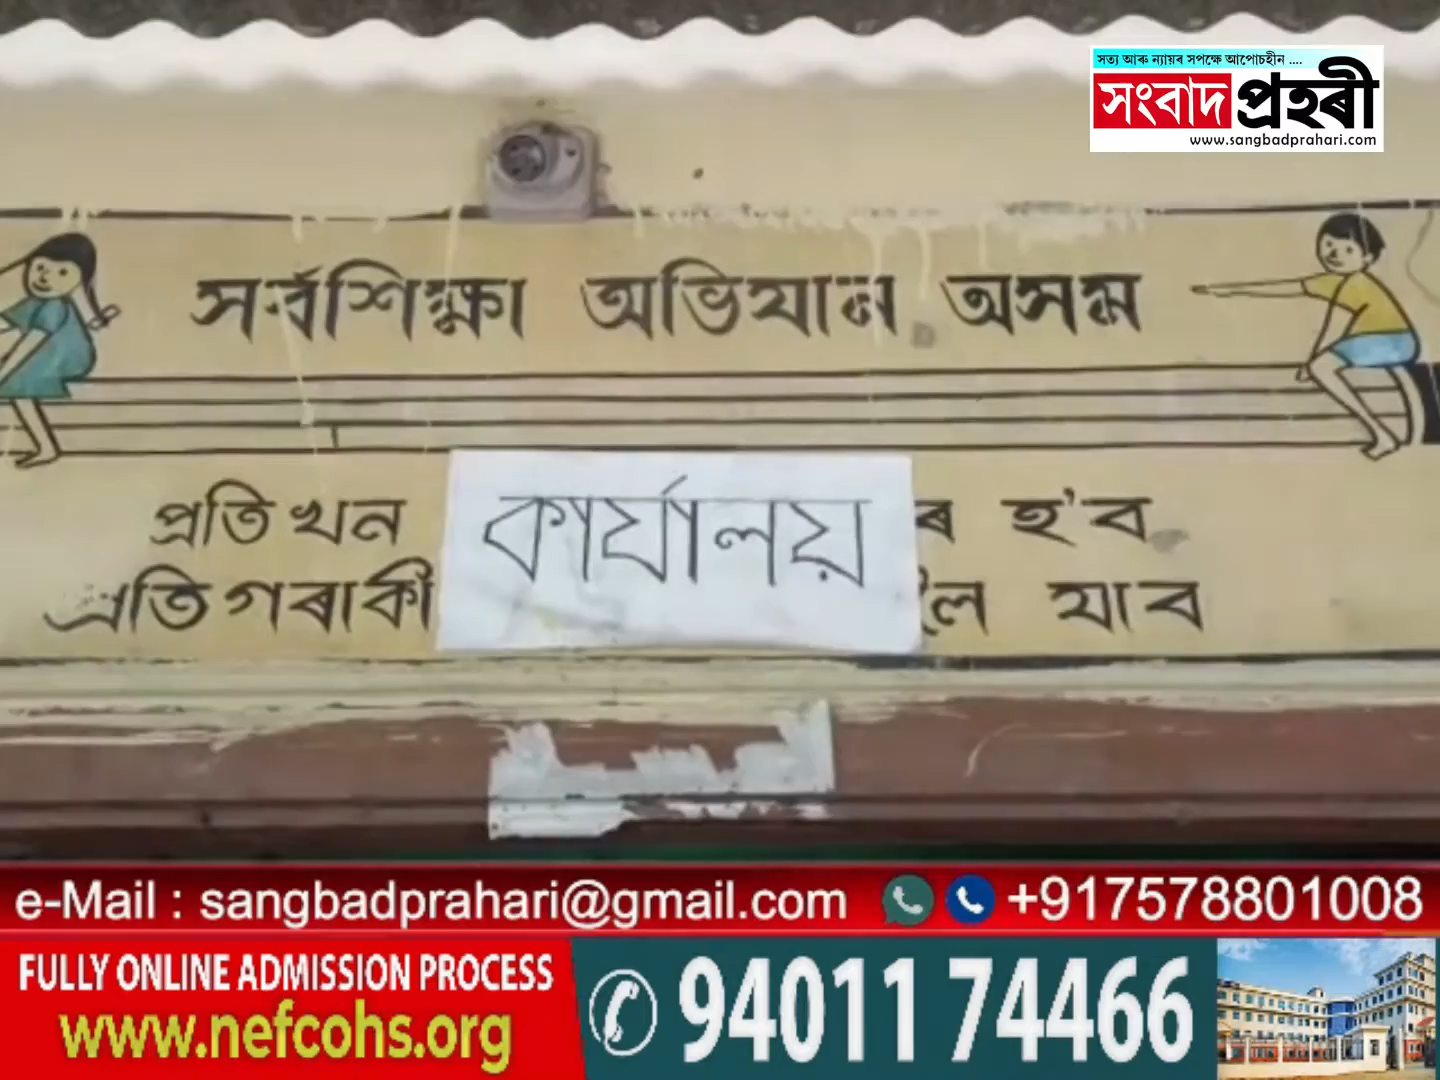 সত্য আৰু ন্যায়ৰ সপক্ষে আপোচহীন ....
সংবাদ প্ৰহৰী
www.sangbadprahari.com
সৰ্বশিক্ষা অভিযান অসম
প্ৰতি খন
কার্যালয়
ৰ হ'ব
প্ৰতি গৰাকী
লৈ যাব
e-Mail : sangbadprahari@gmail.com +917578801008
FULLY ONLINE ADMISSION PROCESS
www.nefcohs.org
94011 74466